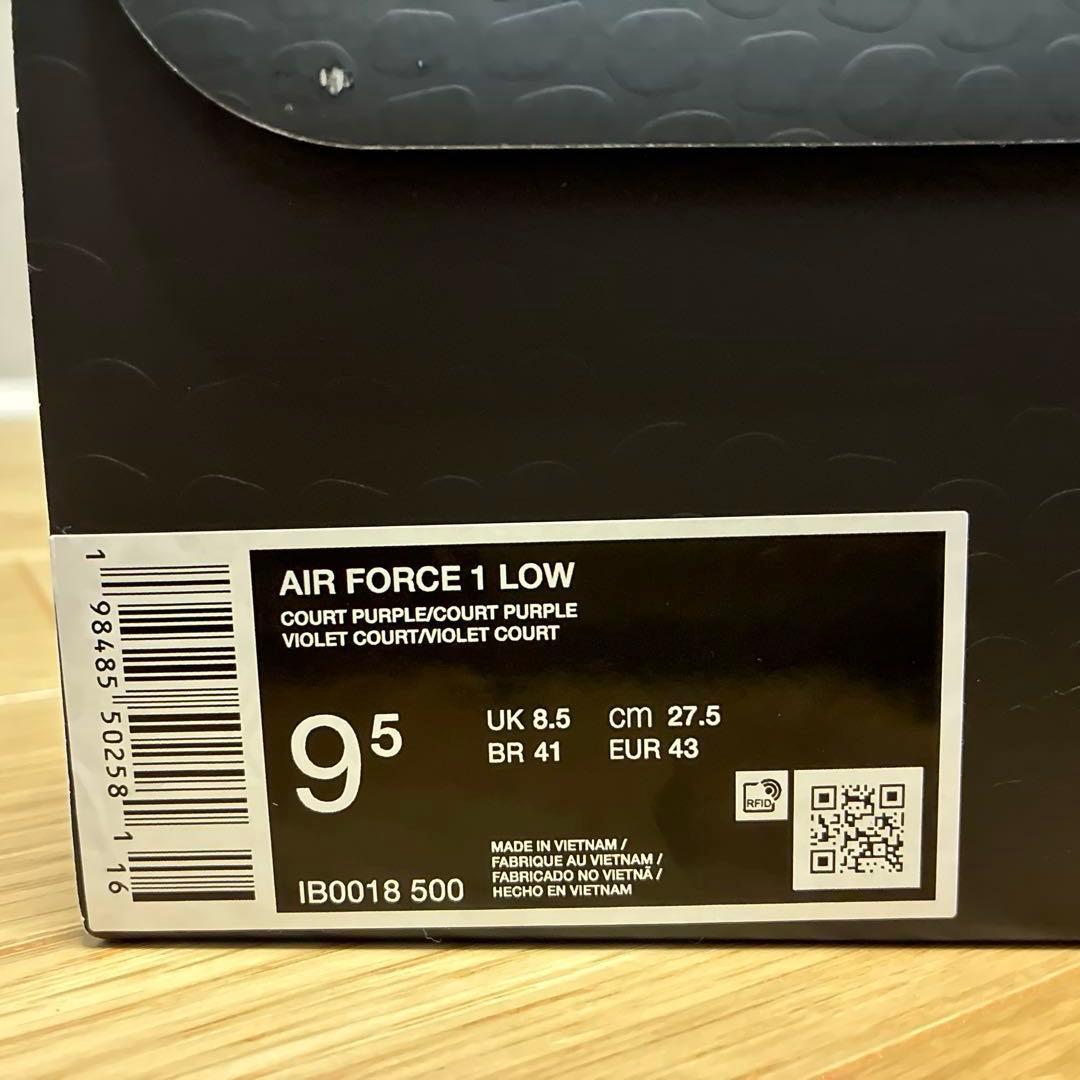 AIR FORCE 1 LOW
COURT PURPLE/COURT PURPLE
VIOLET COURT/VIOLET COURT
9⁵
UK 8.5 cm 27.5
BR 41 EUR 43
RFID
MADE IN VIETNAM /
FABRIQUE AU VIETNAM /
FABRICADO NO VIETNÃ /
HECHO EN VIETNAM
IB0018 500
1 98485 50258 1 16